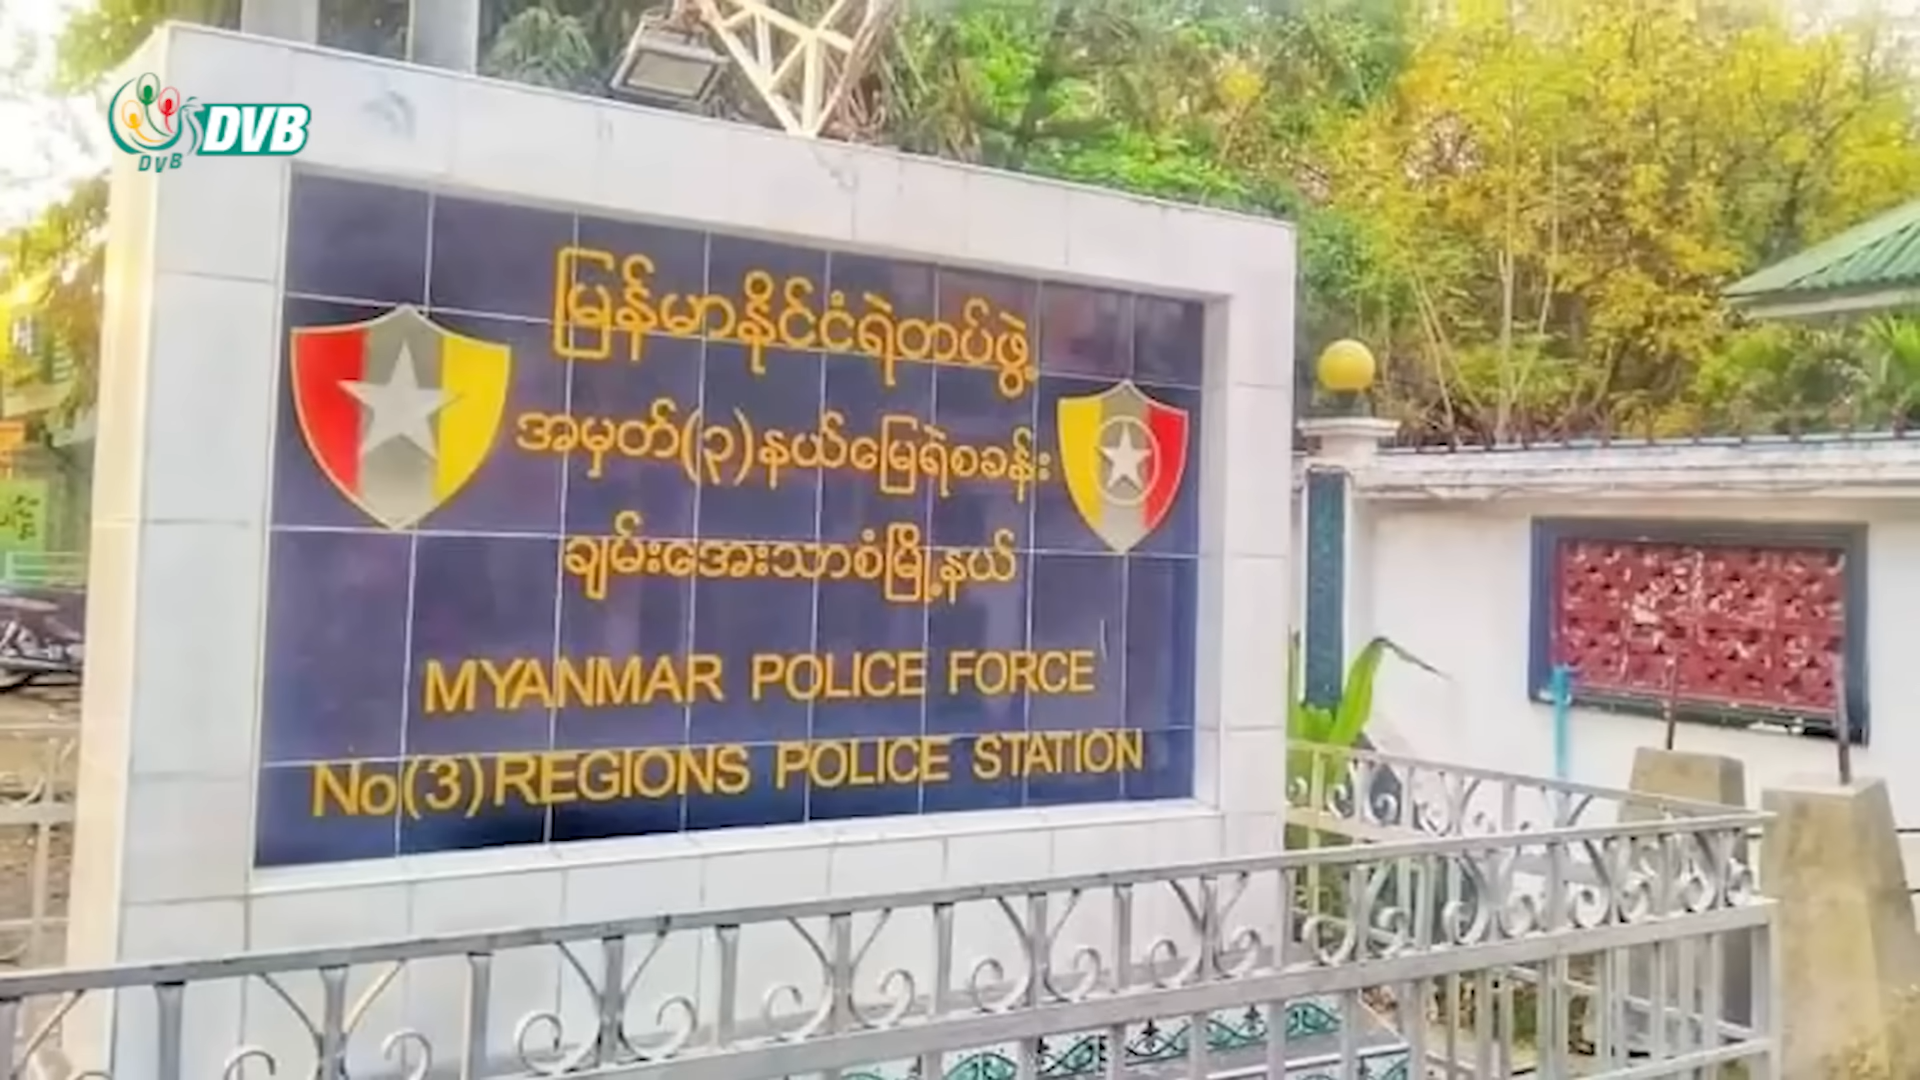 DVB
DVB
မြန်မာနိုင်ငံရဲတပ်ဖွဲ့
အမှတ်(၃)နယ်မြေရဲစခန်း
ချမ်းအေးသာစံမြို့နယ်
MYANMAR POLICE FORCE
No(3)REGIONS POLICE STATION